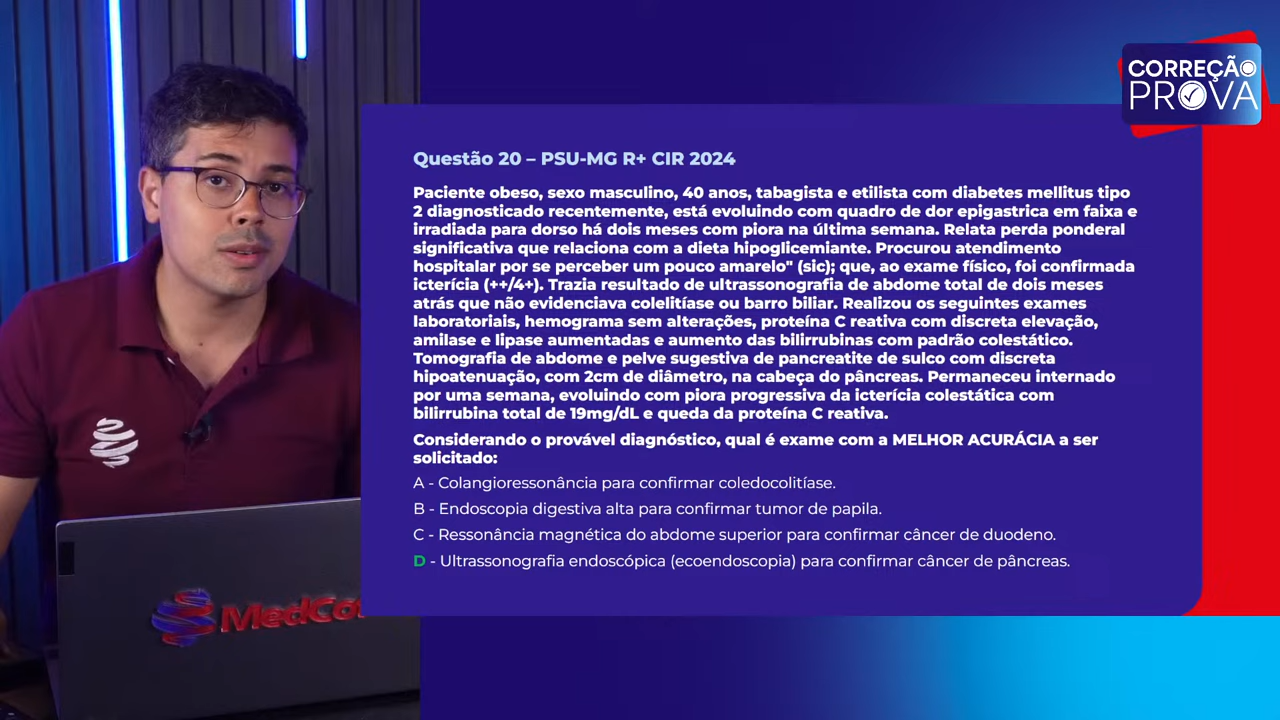 CORREÇÃO
PROVA
Questão 20 – PSU-MG R+ CIR 2024
Paciente obeso, sexo masculino, 40 anos, tabagista e etilista com diabetes mellitus tipo
2 diagnosticado recentemente, está evoluindo com quadro de dor epigastrica em faixa e
irradiada para dorso há dois meses com piora na última semana. Relata perda ponderal
significativa que relaciona com a dieta hipoglicemiante. Procurou atendimento
hospitalar por se perceber um pouco amarelo" (sic); que, ao exame físico, foi confirmada
icterícia (++/4+). Trazia resultado de ultrassonografia de abdome total de dois meses
atrás que não evidenciava colelitíase ou barro biliar. Realizou os seguintes exames
laboratoriais, hemograma sem alterações, proteína C reativa com discreta elevação,
amilase e lipase aumentadas e aumento das bilirrubinas com padrão colestático.
Tomografia de abdome e pelve sugestiva de pancreatite de sulco com discreta
hipoatenuação, com 2cm de diâmetro, na cabeça do pâncreas. Permaneceu internado
por uma semana, evoluindo com piora progressiva da icterícia colestática com
bilirrubina total de 19mg/dL e queda da proteína C reativa.
Considerando o provável diagnóstico, qual é exame com a MELHOR ACURÁCIA a ser
solicitado:
A - Colangioressonância para confirmar coledocolitíase.
B - Endoscopia digestiva alta para confirmar tumor de papila.
C - Ressonância magnética do abdome superior para confirmar câncer de duodeno.
D - Ultrassonografia endoscópica (ecoendoscopia) para confirmar câncer de pâncreas.
MedCo